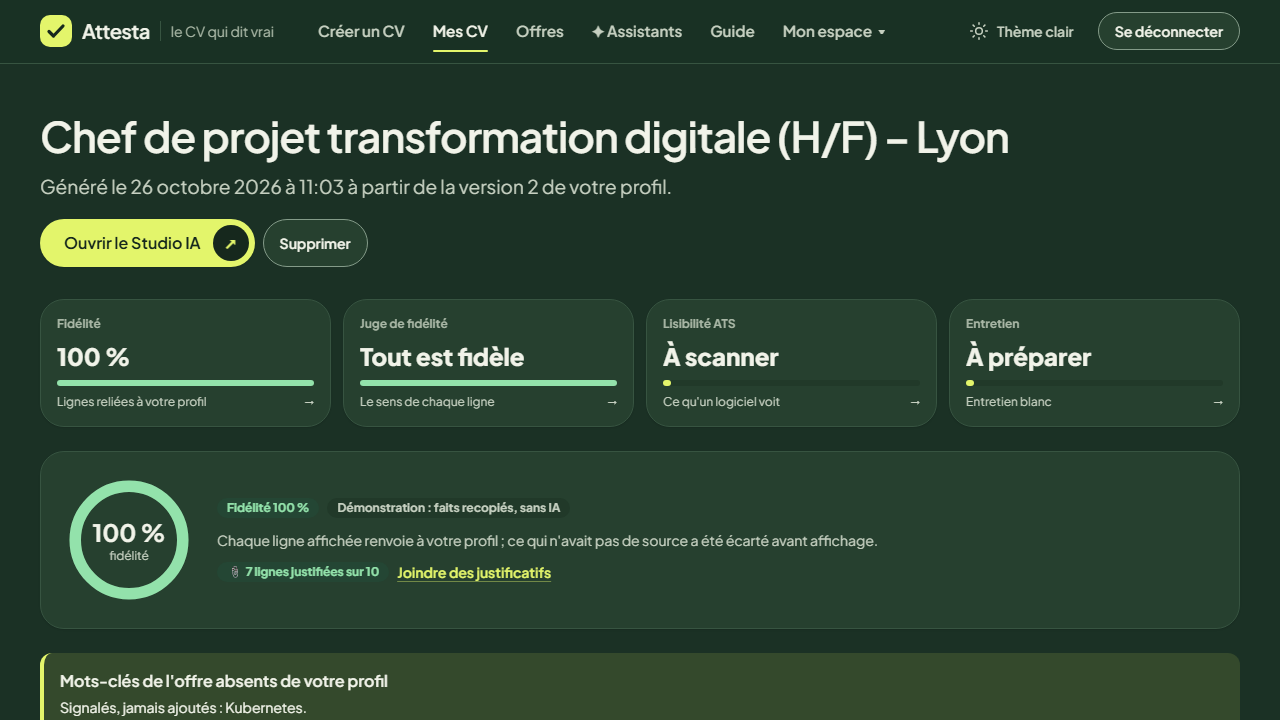 Attesta
le CV qui dit vrai
Créer un CV
Mes CV
Offres
✦ Assistants
Guide
Mon espace
Thème clair
Se déconnecter
Chef de projet transformation digitale (H/F) – Lyon
Généré le 26 octobre 2026 à 11:03 à partir de la version 2 de votre profil.
Ouvrir le Studio IA ↗
Supprimer
Fidélité
100 %
Lignes reliées à votre profil →
Juge de fidélité
Tout est fidèle
Le sens de chaque ligne →
Lisibilité ATS
À scanner
Ce qu'un logiciel voit →
Entretien
À préparer
Entretien blanc →
100 %
fidélité
Fidélité 100 %
Démonstration : faits recopiés, sans IA
Chaque ligne affichée renvoie à votre profil ; ce qui n'avait pas de source a été écarté avant affichage.
7 lignes justifiées sur 10
Joindre des justificatifs
Mots-clés de l'offre absents de votre profil
Signalés, jamais ajoutés : Kubernetes.